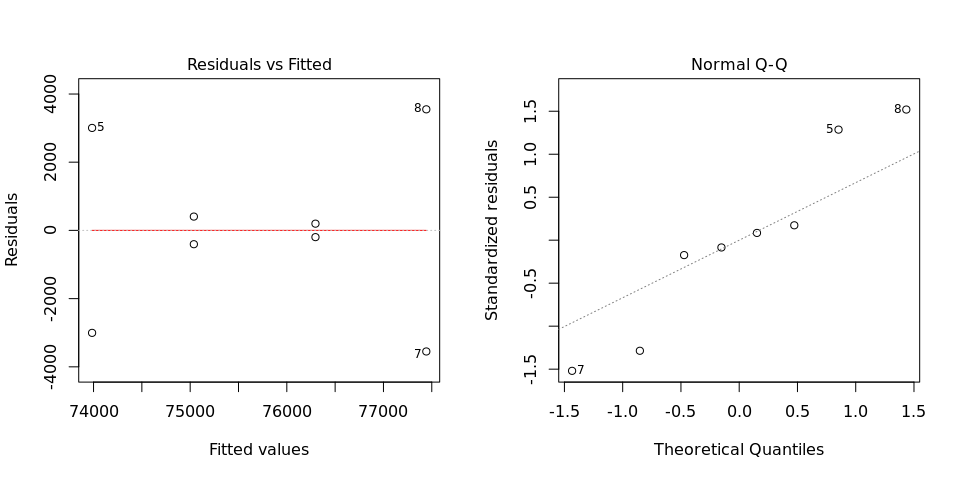 Residuals vs Fitted
Residuals
4000
2000
0
-2000
-4000
5
8
7
74000 75000 76000 77000
Fitted values
Normal Q-Q
Standardized residuals
1.5
1.0
0.5
-0.5
-1.5
8
5
7
-1.5 -1.0 -0.5 0.0 0.5 1.0 1.5
Theoretical Quantiles